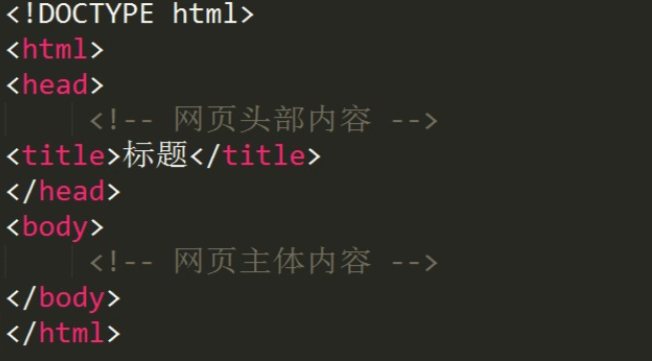 <!DOCTYPE html>
<html>
<head>
<!-- 网页头部内容 -->
<title>标题</title>
</head>
<body>
<!-- 网页主体内容 -->
</body>
</html>